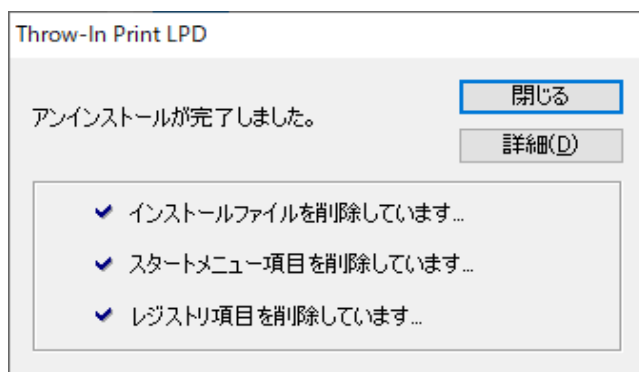 Throw-In Print LPD
閉じる
アンインストールが完了しました。
詳細(D)
インストールファイルを削除しています...
スタートメニュー項目を削除しています...
レジストリ項目を削除しています...